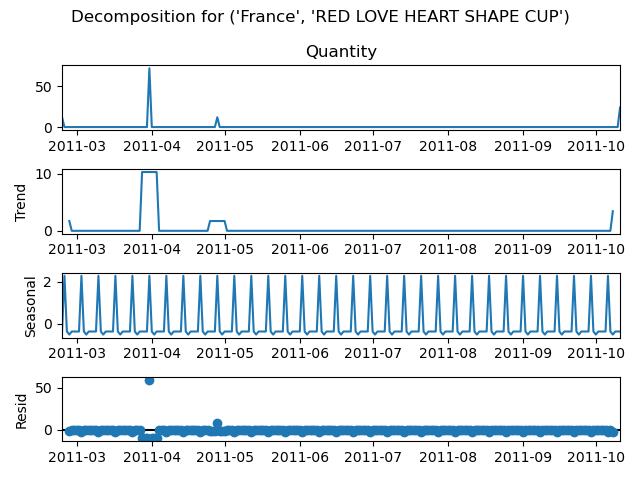 Decomposition for ('France', 'RED LOVE HEART SHAPE CUP')
Quantity
50
0
2011-03 2011-04 2011-05 2011-06 2011-07 2011-08 2011-09 2011-10
Trend
10
0
2011-03 2011-04 2011-05 2011-06 2011-07 2011-08 2011-09 2011-10
Seasonal
2
0
2011-03 2011-04 2011-05 2011-06 2011-07 2011-08 2011-09 2011-10
Resid
50
0
2011-03 2011-04 2011-05 2011-06 2011-07 2011-08 2011-09 2011-10